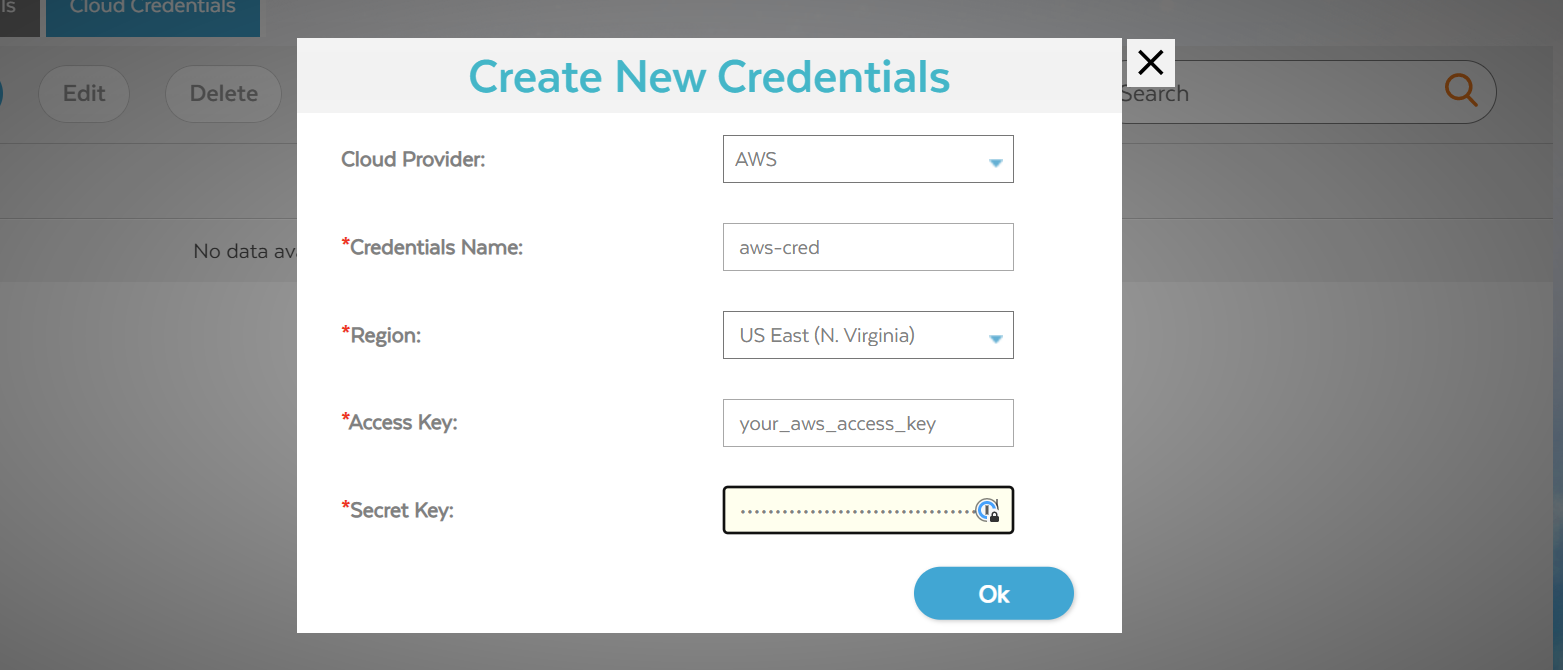 ls
Cloud Credentials
Create New Credentials
Edit
Delete
Search
Cloud Provider:
AWS
*Credentials Name:
aws-cred
No data
*Region:
US East (N. Virginia)
*Access Key:
your_aws_access_key
*Secret Key:
Ok